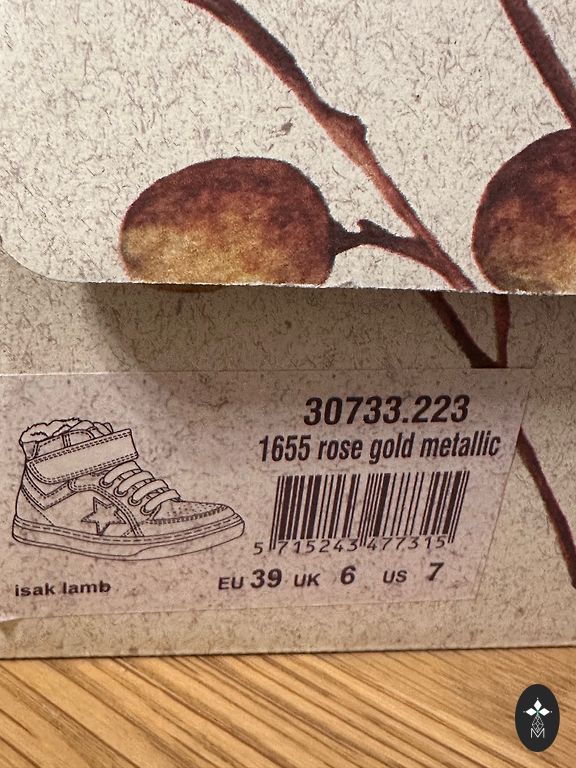 30733.223
1655 rose gold metallic
5 715243 477315
isak lamb
EU 39 UK 6 US 7
M